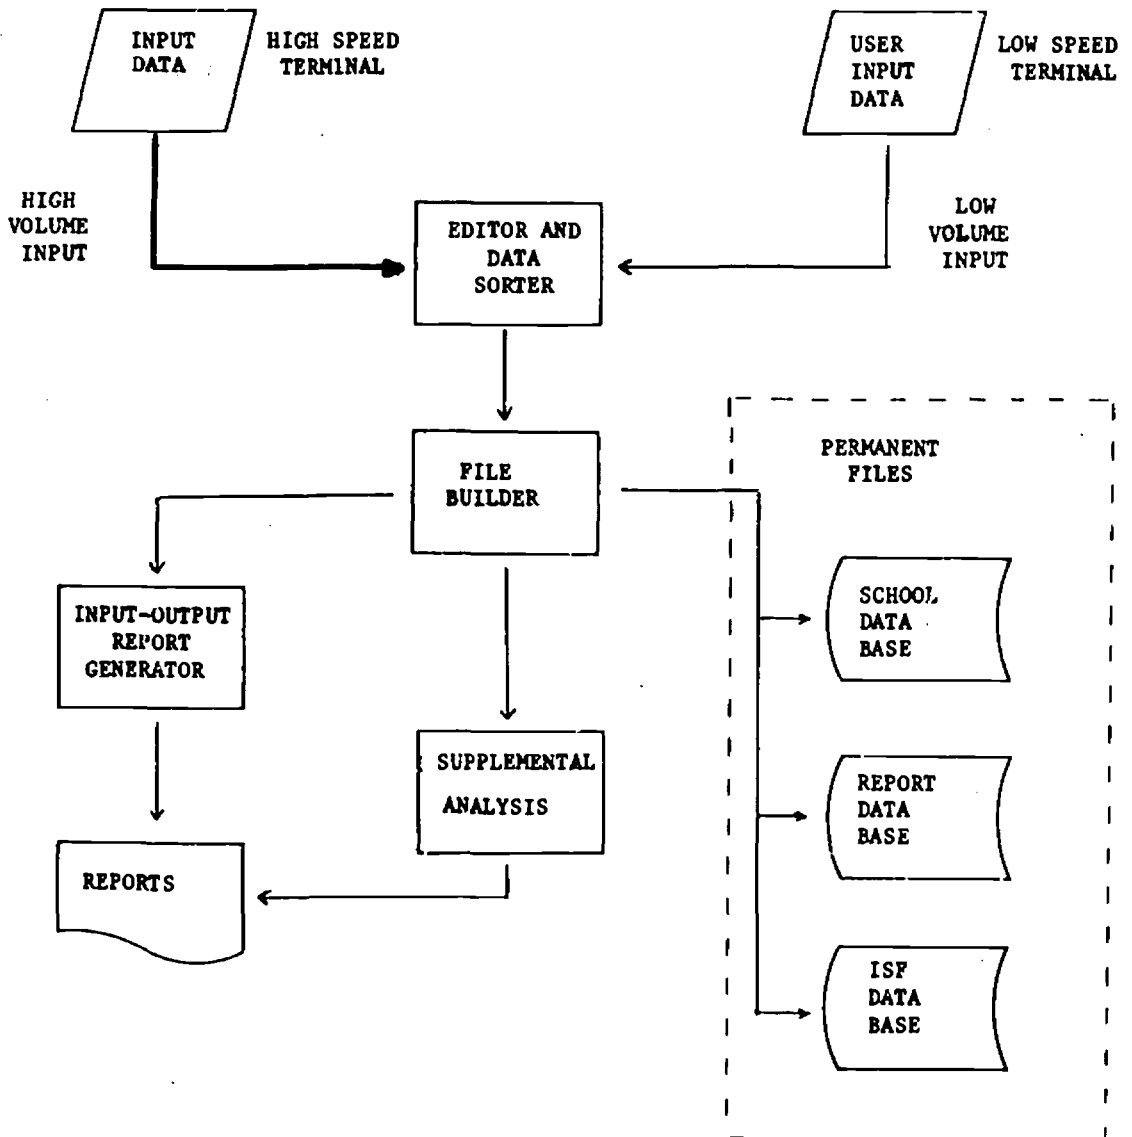 INPUT
DATA
HIGH SPEED
TERMINAL
USER
INPUT
DATA
LOW SPEED
TERMINAL
HIGH
VOLUME
INPUT
EDITOR AND
DATA
SORTER
LOW
VOLUME
INPUT
FILE
BUILDER
PERMANENT
FILES
INPUT-OUTPUT
REPORT
GENERATOR
SCHOOL
DATA
BASE
SUPPLEMENTAL
ANALYSIS
REPORT
DATA
BASE
REPORTS
ISF
DATA
BASE